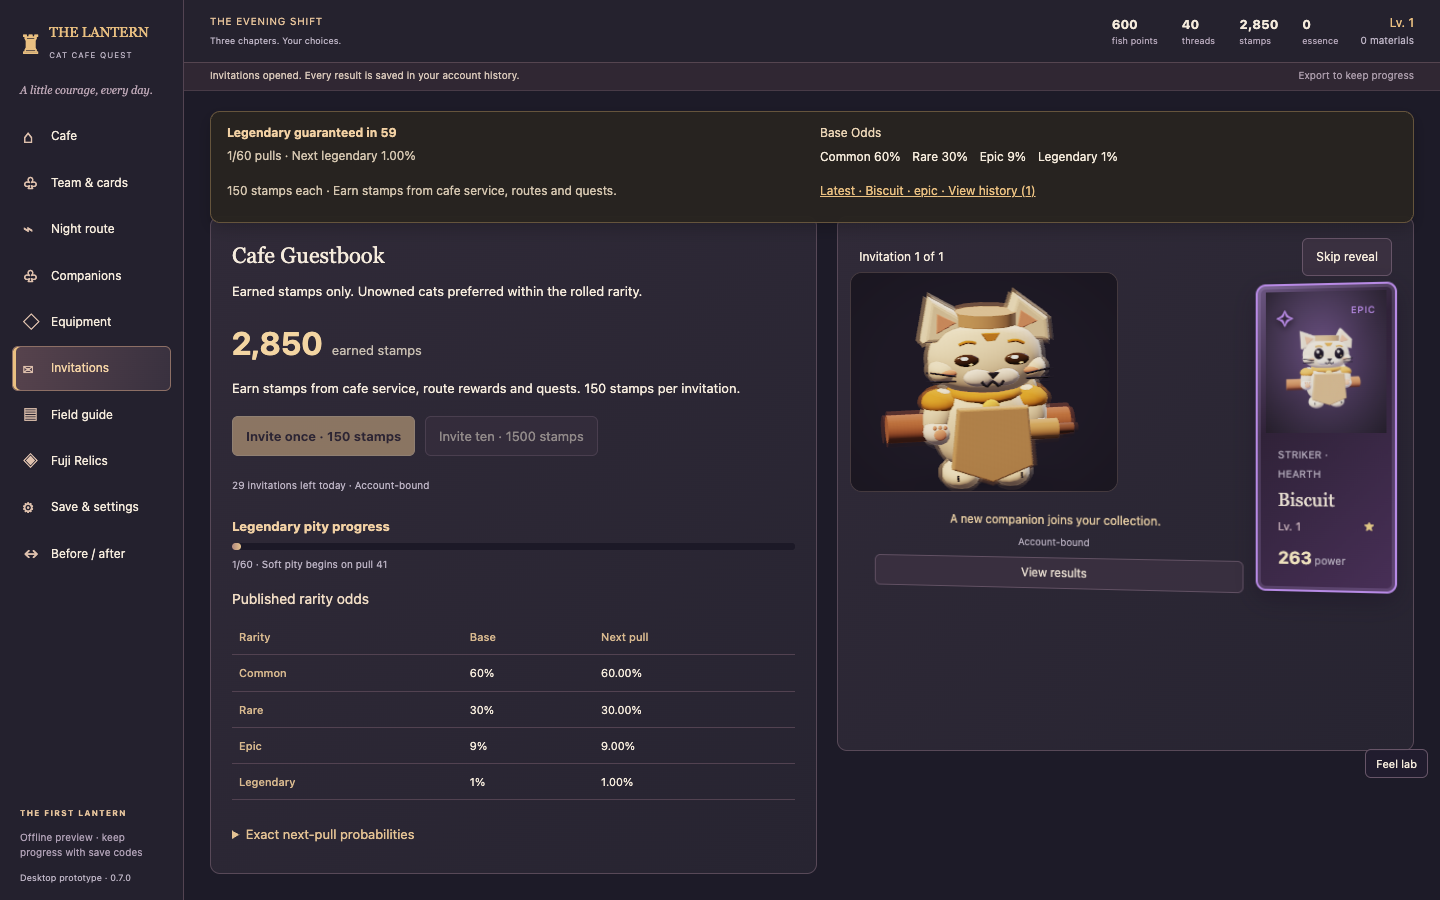 THE LANTERN
CAT CAFE QUEST
A little courage, every day.
Cafe
Team & cards
Night route
Companions
Equipment
Invitations
Field guide
Fuji Relics
Save & settings
Before / after
THE FIRST LANTERN
Offline preview · keep
progress with save codes
Desktop prototype · 0.7.0
THE EVENING SHIFT
Three chapters. Your choices.
600
fish points
40
threads
2,850
stamps
0
essence
Lv. 1
0 materials
Invitations opened. Every result is saved in your account history.
Export to keep progress
Legendary guaranteed in 59
1/60 pulls · Next legendary 1.00%
150 stamps each · Earn stamps from cafe service, routes and quests.
Base Odds
Common 60% Rare 30% Epic 9% Legendary 1%
Latest · Biscuit · epic · View history (1)
Cafe Guestbook
Earned stamps only. Unowned cats preferred within the rolled rarity.
2,850 earned stamps
Earn stamps from cafe service, route rewards and quests. 150 stamps per invitation.
Invite once · 150 stamps
Invite ten · 1500 stamps
29 invitations left today · Account-bound
Legendary pity progress
1/60 · Soft pity begins on pull 41
Published rarity odds
Rarity Base Next pull
Common 60% 60.00%
Rare 30% 30.00%
Epic 9% 9.00%
Legendary 1% 1.00%
Exact next-pull probabilities
Invitation 1 of 1
Skip reveal
A new companion joins your collection.
Account-bound
View results
EPIC
STRIKER ·
HEARTH
Biscuit
Lv. 1
263 power
Feel lab